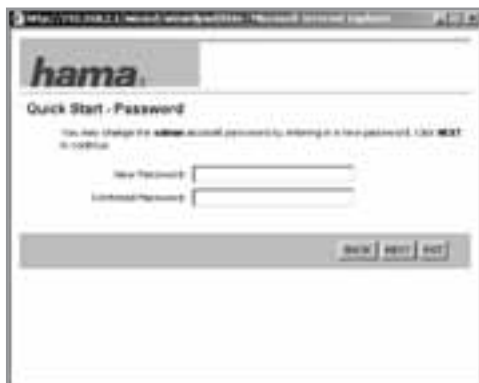 hama.
Quick Start - Password
You may change the admin account password by entering in a new password. Click NEXT
to continue.
New Password:
Confirmed Password:
BACK NEXT EXIT